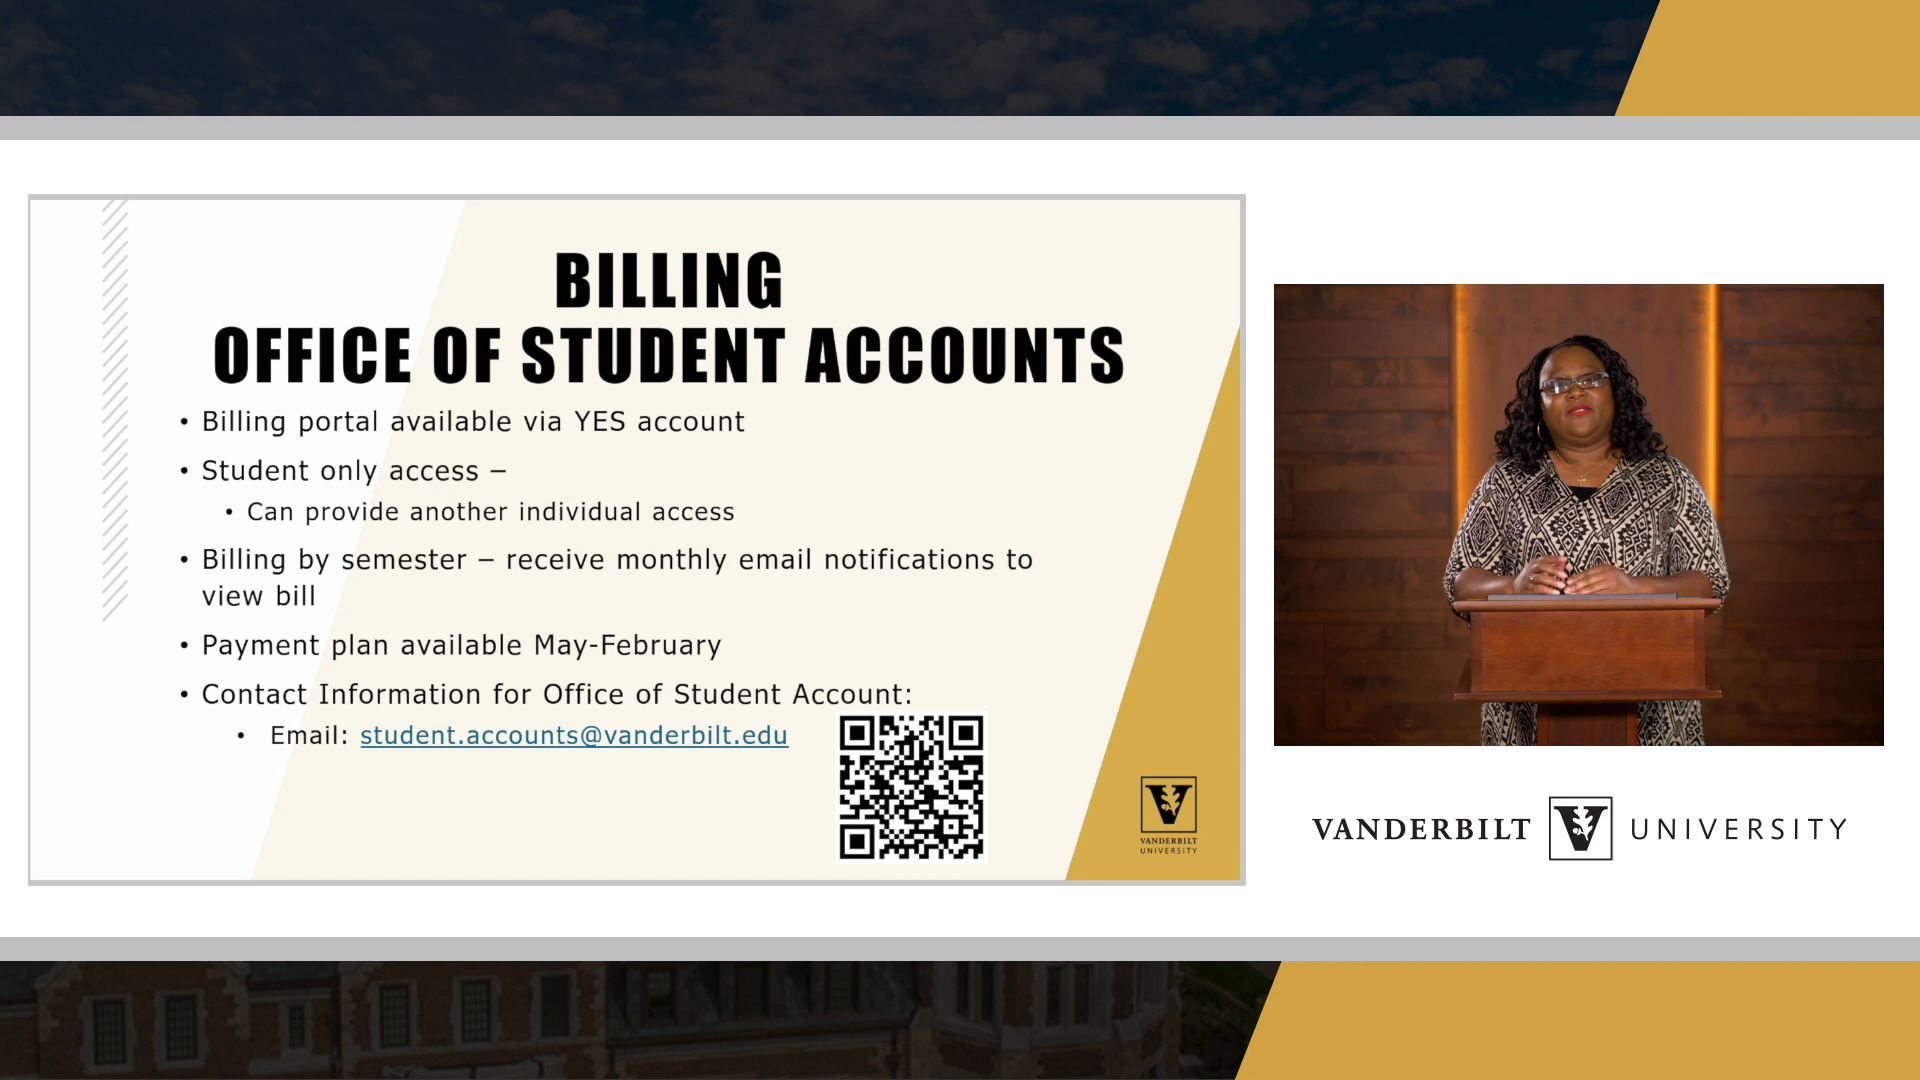 BILLING
OFFICE OF STUDENT ACCOUNTS
• Billing portal available via YES account
• Student only access –
• Can provide another individual access
• Billing by semester – receive monthly email notifications to
view bill
• Payment plan available May-February
• Contact Information for Office of Student Account:
• Email: student.accounts@vanderbilt.edu
V
VANDERBILT
UNIVERSITY
VANDERBILT V UNIVERSITY